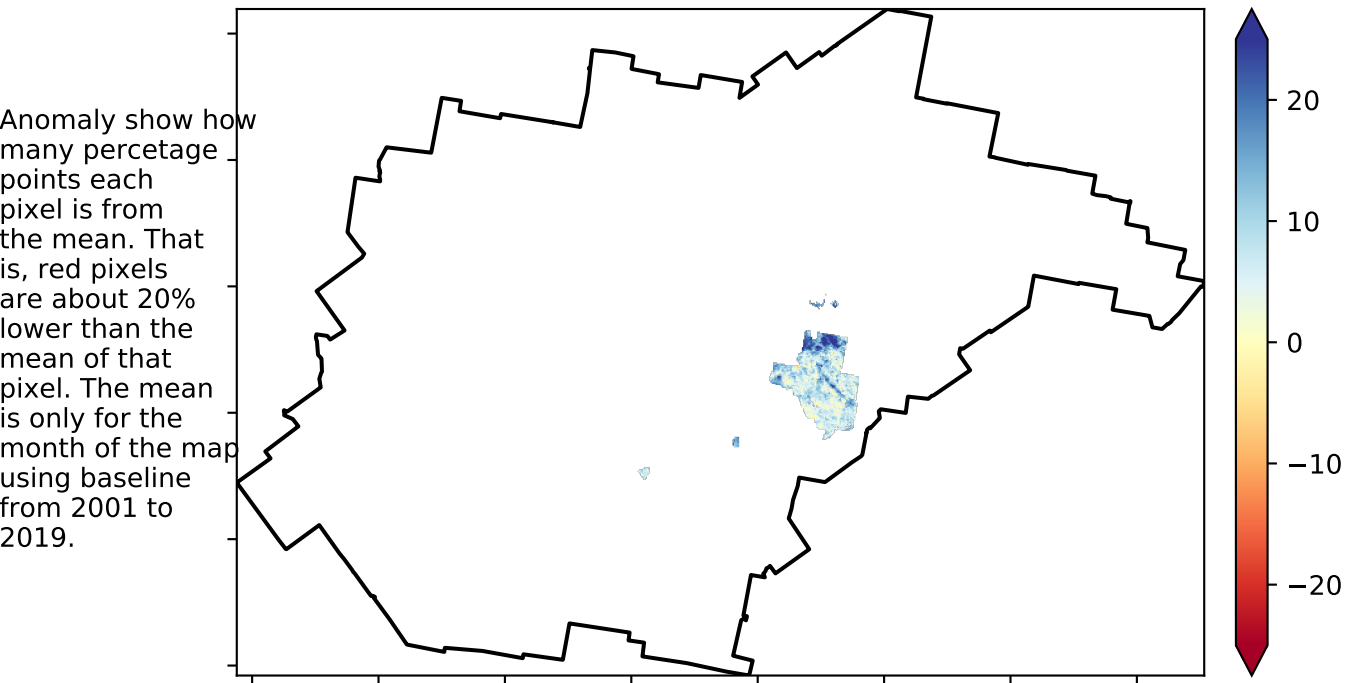 Anomaly show how
many percetage
points each
pixel is from
the mean. That
is, red pixels
are about 20%
lower than the
mean of that
pixel. The mean
is only for the
month of the map
using baseline
from 2001 to
2019.
20
10
0
−10
−20